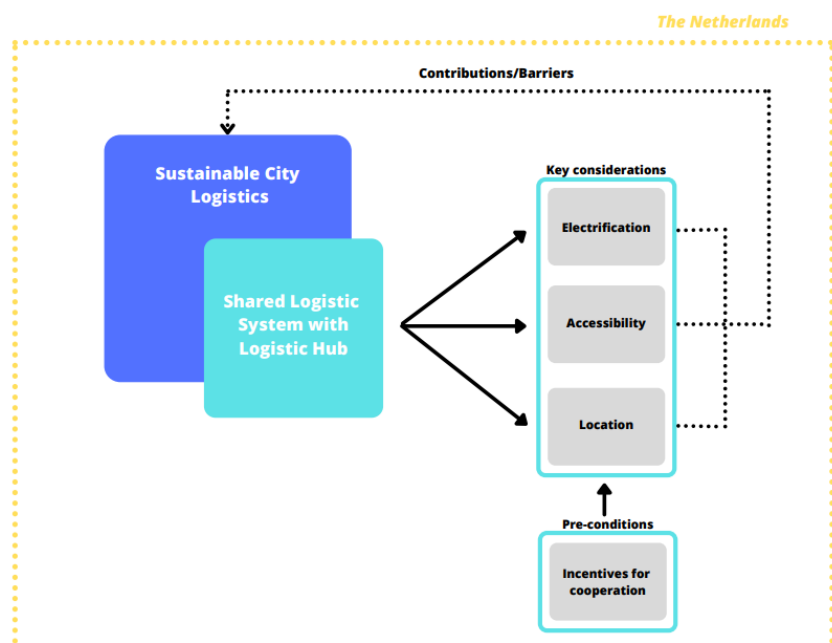 The Netherlands
Contributions/Barriers
Sustainable City
Logistics
Shared Logistic
System with
Logistic Hub
Key considerations
Electrification
Accessibility
Location
Pre-conditions
Incentives for
cooperation